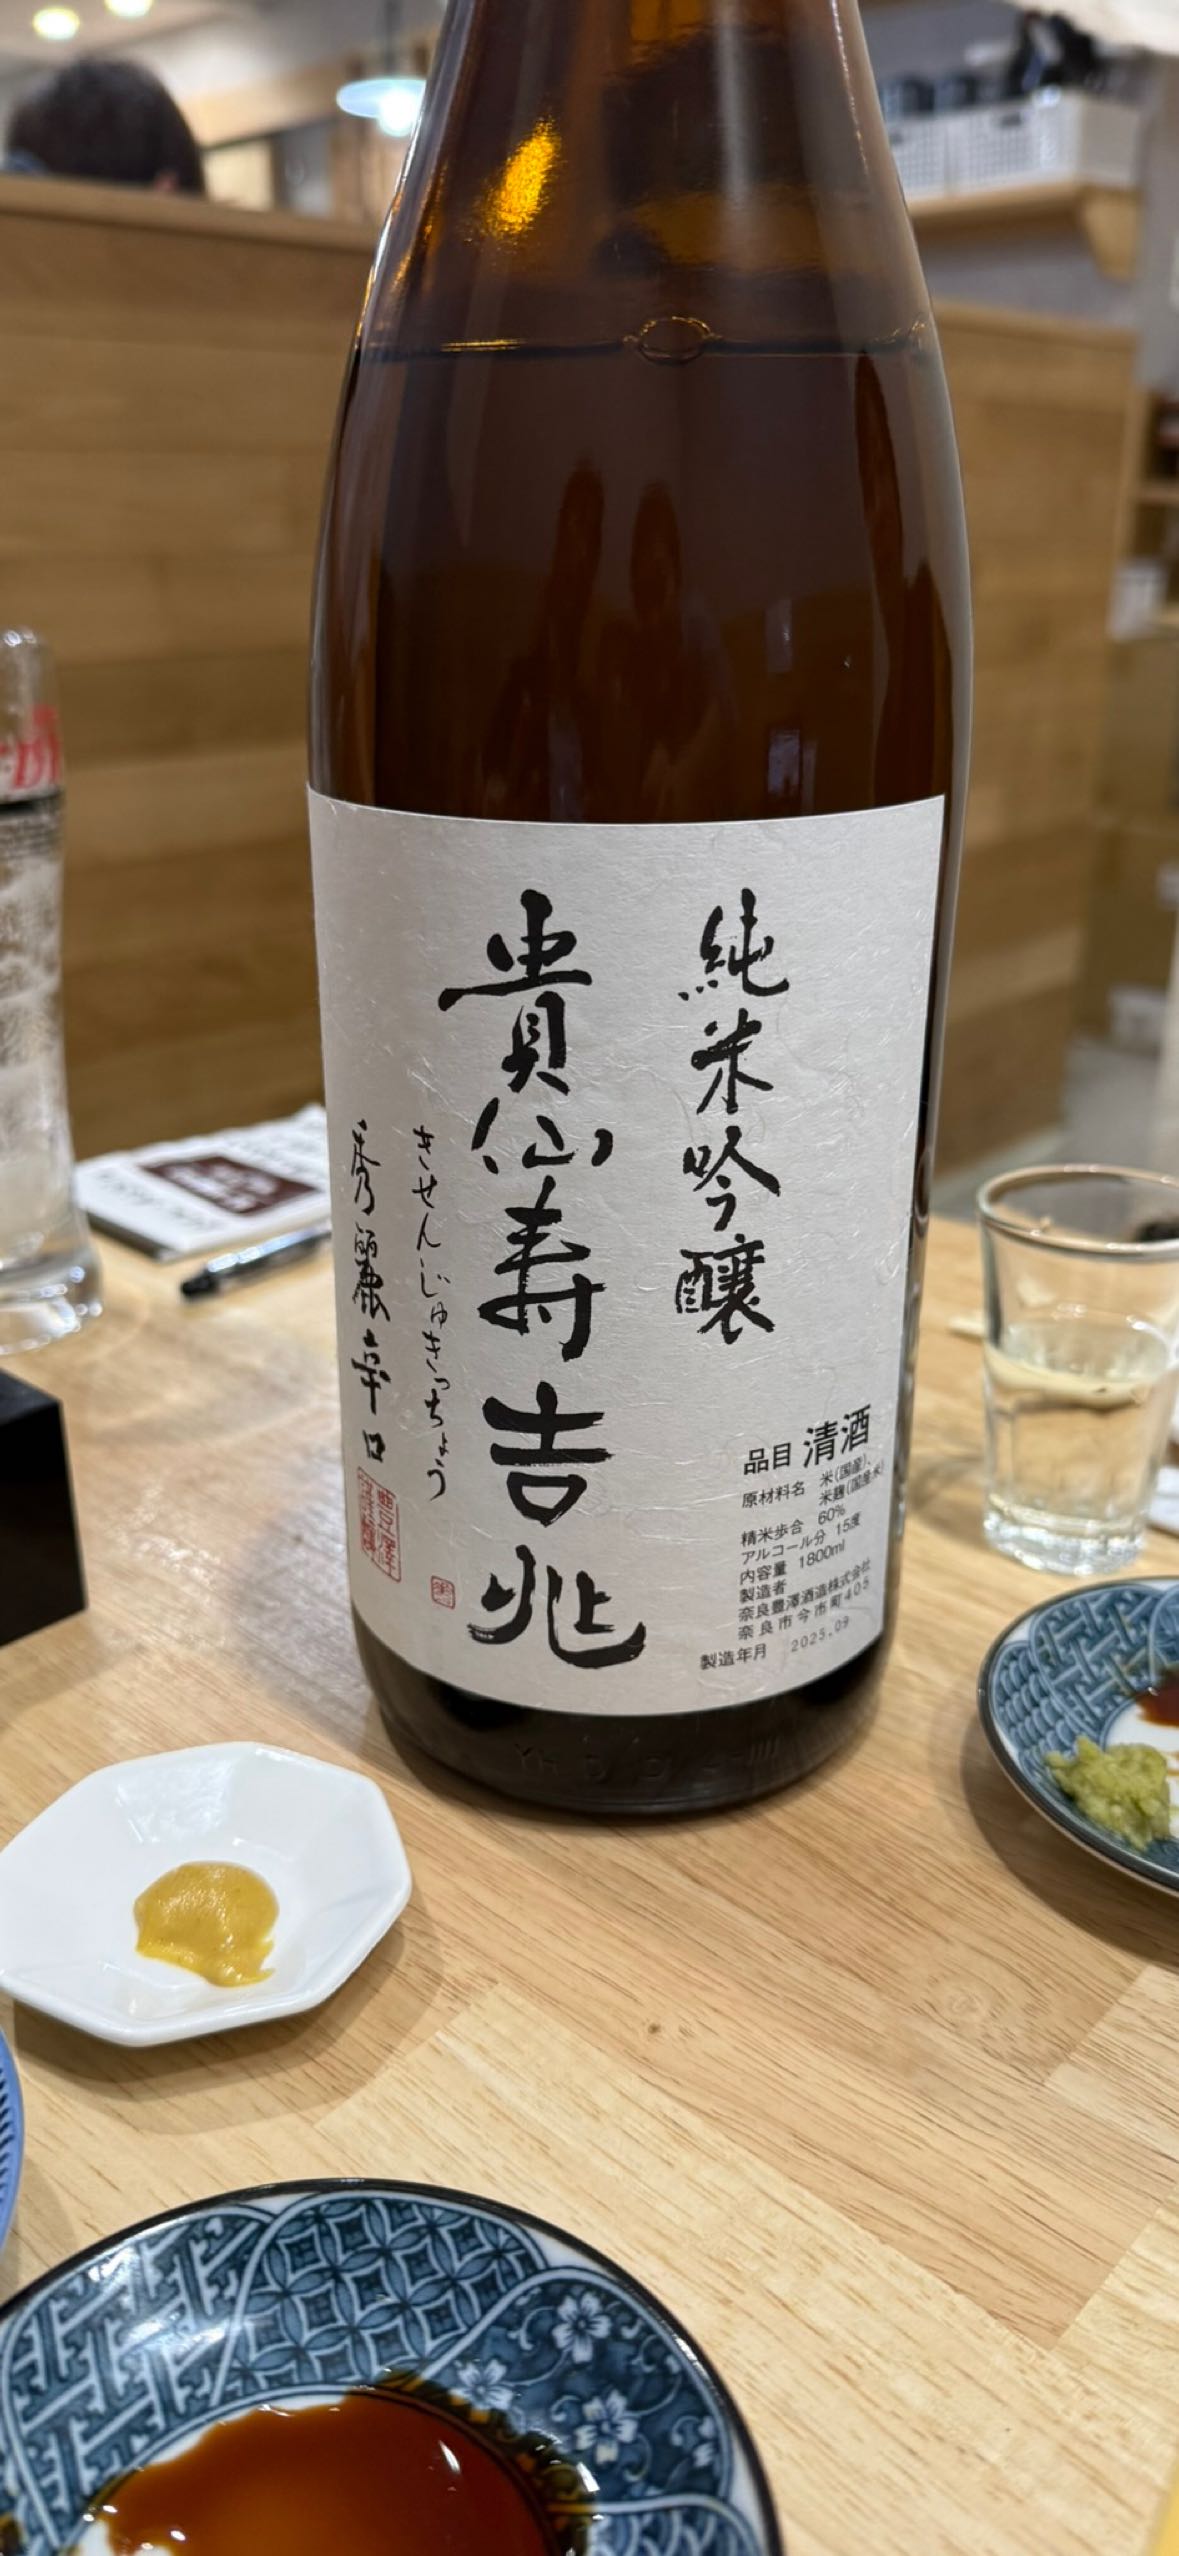 純米吟醸
貴仙寿吉兆
きせんじゅきっちょう
秀麗辛口
品目 清酒
原材料名 米(国産)、
米麹(国産米)
精米歩合 60%
アルコール分 15度
内容量 1800ml
製造者
奈良豊澤酒造株式会社
奈良市今市町405
製造年月 2025.09